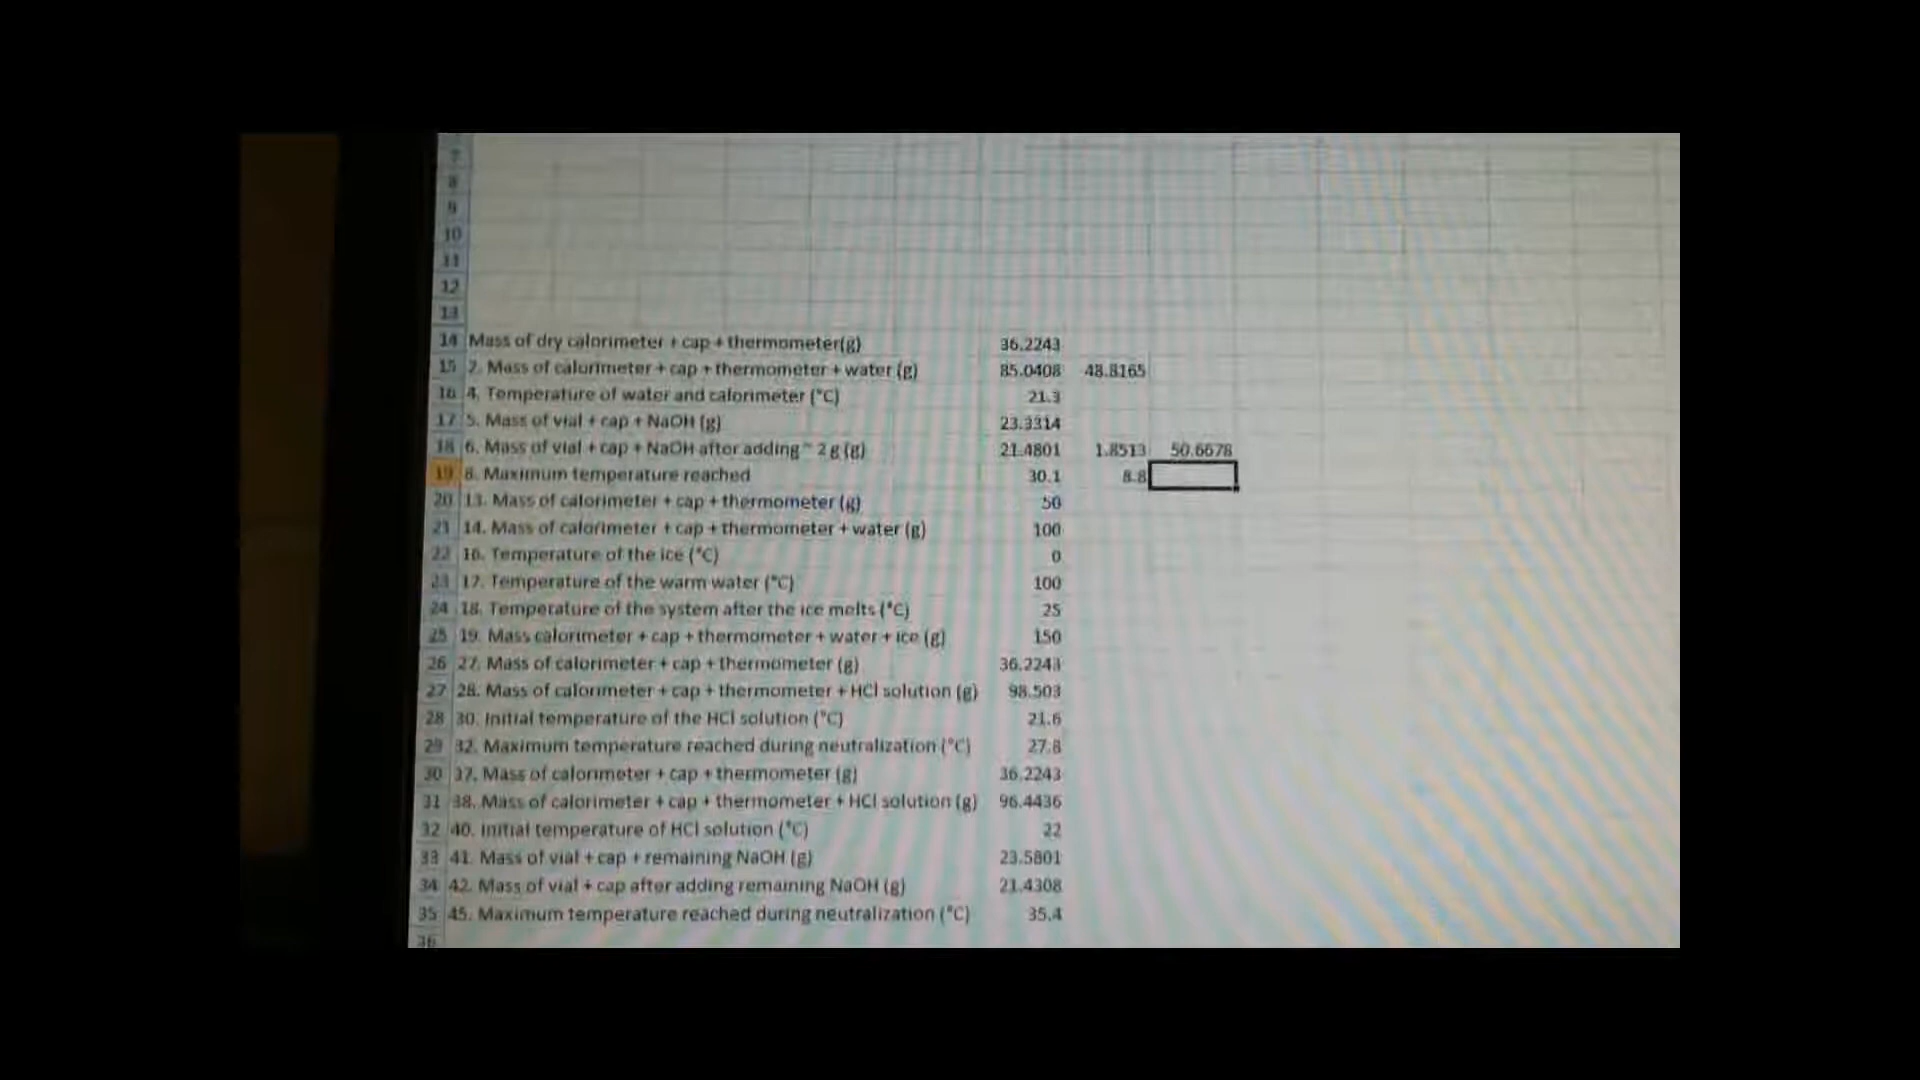 7
8
9
10
11
12
13
14 Mass of dry calorimeter + cap + thermometer(g) 36.2243
15 2. Mass of calorimeter + cap + thermometer + water (g) 85.0408 48.8165
16 4. Temperature of water and calorimeter (°C) 21.3
17 5. Mass of vial + cap + NaOH (g) 23.3314
18 6. Mass of vial + cap + NaOH after adding ~ 2 g (g) 21.4801 1.8513 50.6678
19 8. Maximum temperature reached 30.1 8.8
20 13. Mass of calorimeter + cap + thermometer (g) 50
21 14. Mass of calorimeter + cap + thermometer + water (g) 100
22 16. Temperature of the ice (°C) 0
23 17. Temperature of the warm water (°C) 100
24 18. Temperature of the system after the ice melts (°C) 25
25 19. Mass calorimeter + cap + thermometer + water + ice (g) 150
26 27. Mass of calorimeter + cap + thermometer (g) 36.2243
27 28. Mass of calorimeter + cap + thermometer + HCl solution (g) 98.503
28 30. Initial temperature of the HCl solution (°C) 21.6
29 32. Maximum temperature reached during neutralization (°C) 27.8
30 37. Mass of calorimeter + cap + thermometer (g) 36.2243
31 38. Mass of calorimeter + cap + thermometer + HCl solution (g) 96.4436
32 40. Initial temperature of HCl solution (°C) 22
33 41. Mass of vial + cap + remaining NaOH (g) 23.5801
34 42. Mass of vial + cap after adding remaining NaOH (g) 21.4308
35 45. Maximum temperature reached during neutralization (°C) 35.4
36